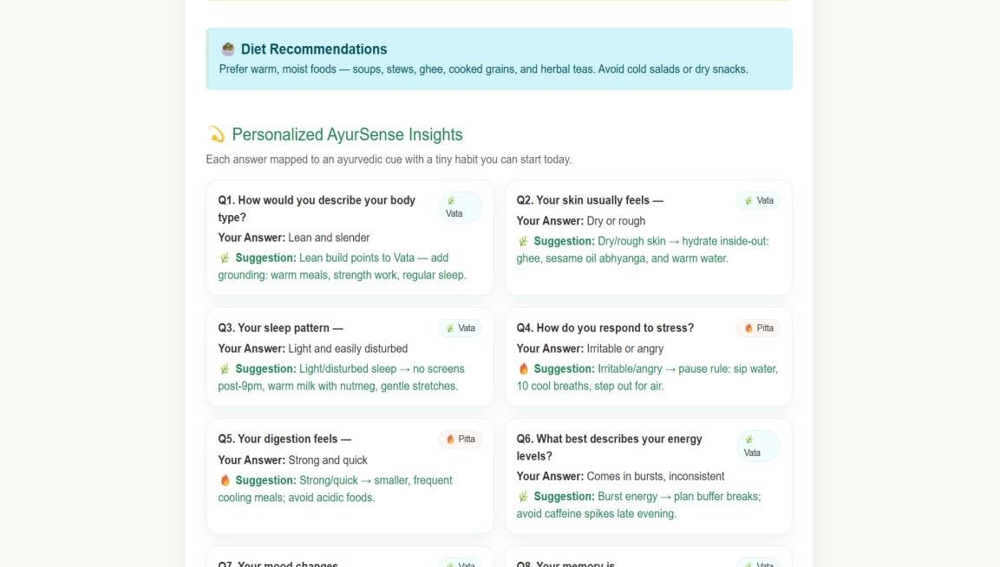 Diet Recommendations
Prefer warm, moist foods — soups, stews, ghee, cooked grains, and herbal teas. Avoid cold salads or dry snacks.
Personalized AyurSense Insights
Each answer mapped to an ayurvedic cue with a tiny habit you can start today.
Q1. How would you describe your body
type?
Vata
Your Answer: Lean and slender
Suggestion: Lean build points to Vata — add
grounding: warm meals, strength work, regular sleep.
Q2. Your skin usually feels —
Vata
Your Answer: Dry or rough
Suggestion: Dry/rough skin → hydrate inside-out:
ghee, sesame oil abhyanga, and warm water.
Q3. Your sleep pattern —
Vata
Your Answer: Light and easily disturbed
Suggestion: Light/disturbed sleep → no screens
post-9pm, warm milk with nutmeg, gentle stretches.
Q4. How do you respond to stress?
Pitta
Your Answer: Irritable or angry
Suggestion: Irritable/angry → pause rule: sip water,
10 cool breaths, step out for air.
Q5. Your digestion feels —
Pitta
Your Answer: Strong and quick
Suggestion: Strong/quick → smaller, frequent
cooling meals; avoid acidic foods.
Q6. What best describes your energy
levels?
Vata
Your Answer: Comes in bursts, inconsistent
Suggestion: Burst energy → plan buffer breaks;
avoid caffeine spikes late evening.
Q7. Your mood changes
Vata
Q8. Your memory is
Vata